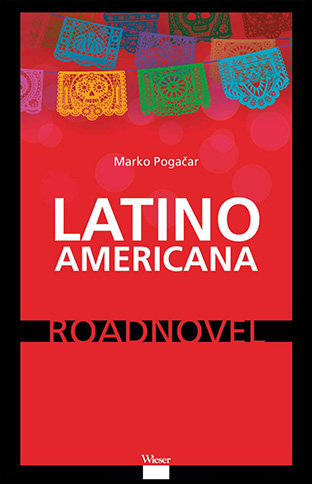 Marko Pogačar
LATINO
AMERICANA
ROADNOVEL
Wieser